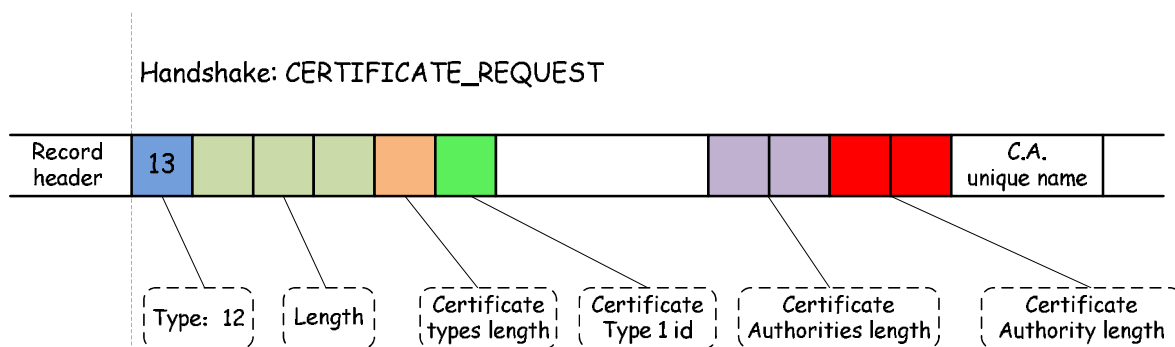 Handshake: CERTIFICATE_REQUEST
Record
header
13
C.A.
unique name
Type: 12
Length
Certificate
types length
Certificate
Type 1 id
Certificate
Authorities length
Certificate
Authority length